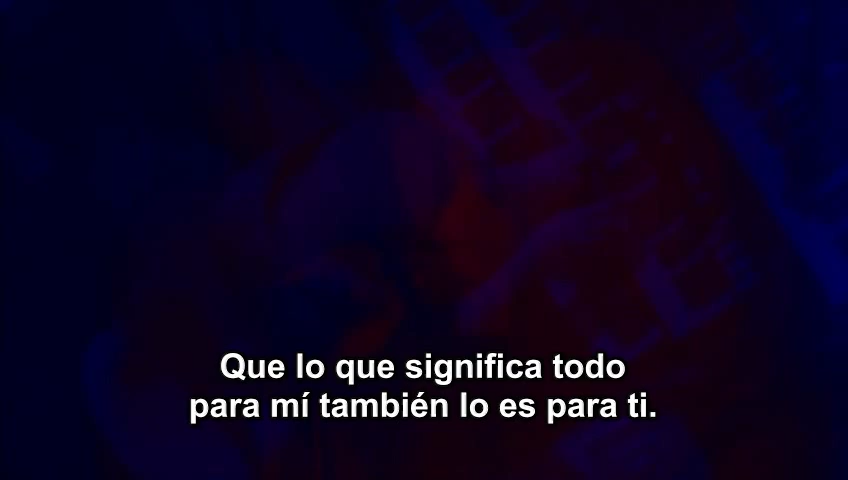 Que lo que significa todo
para mí también lo es para ti.